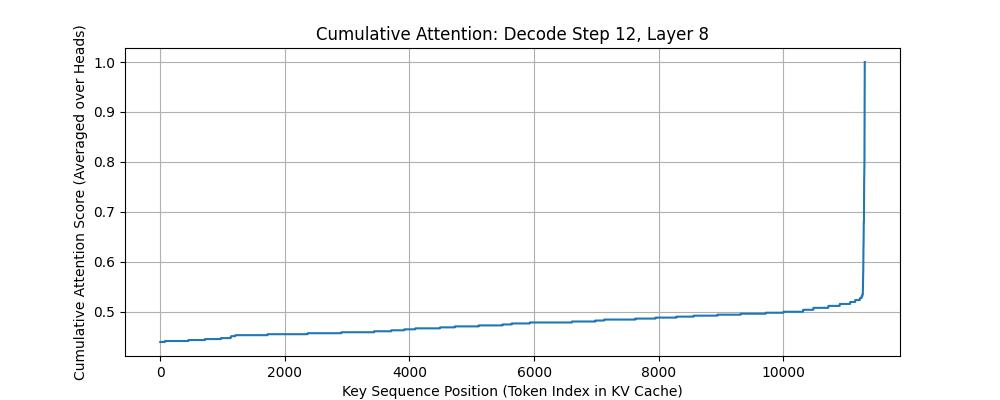 Cumulative Attention: Decode Step 12, Layer 8
Cumulative Attention Score (Averaged over Heads)
1.0
0.9
0.8
0.7
0.6
0.5
0 2000 4000 6000 8000 10000
Key Sequence Position (Token Index in KV Cache)